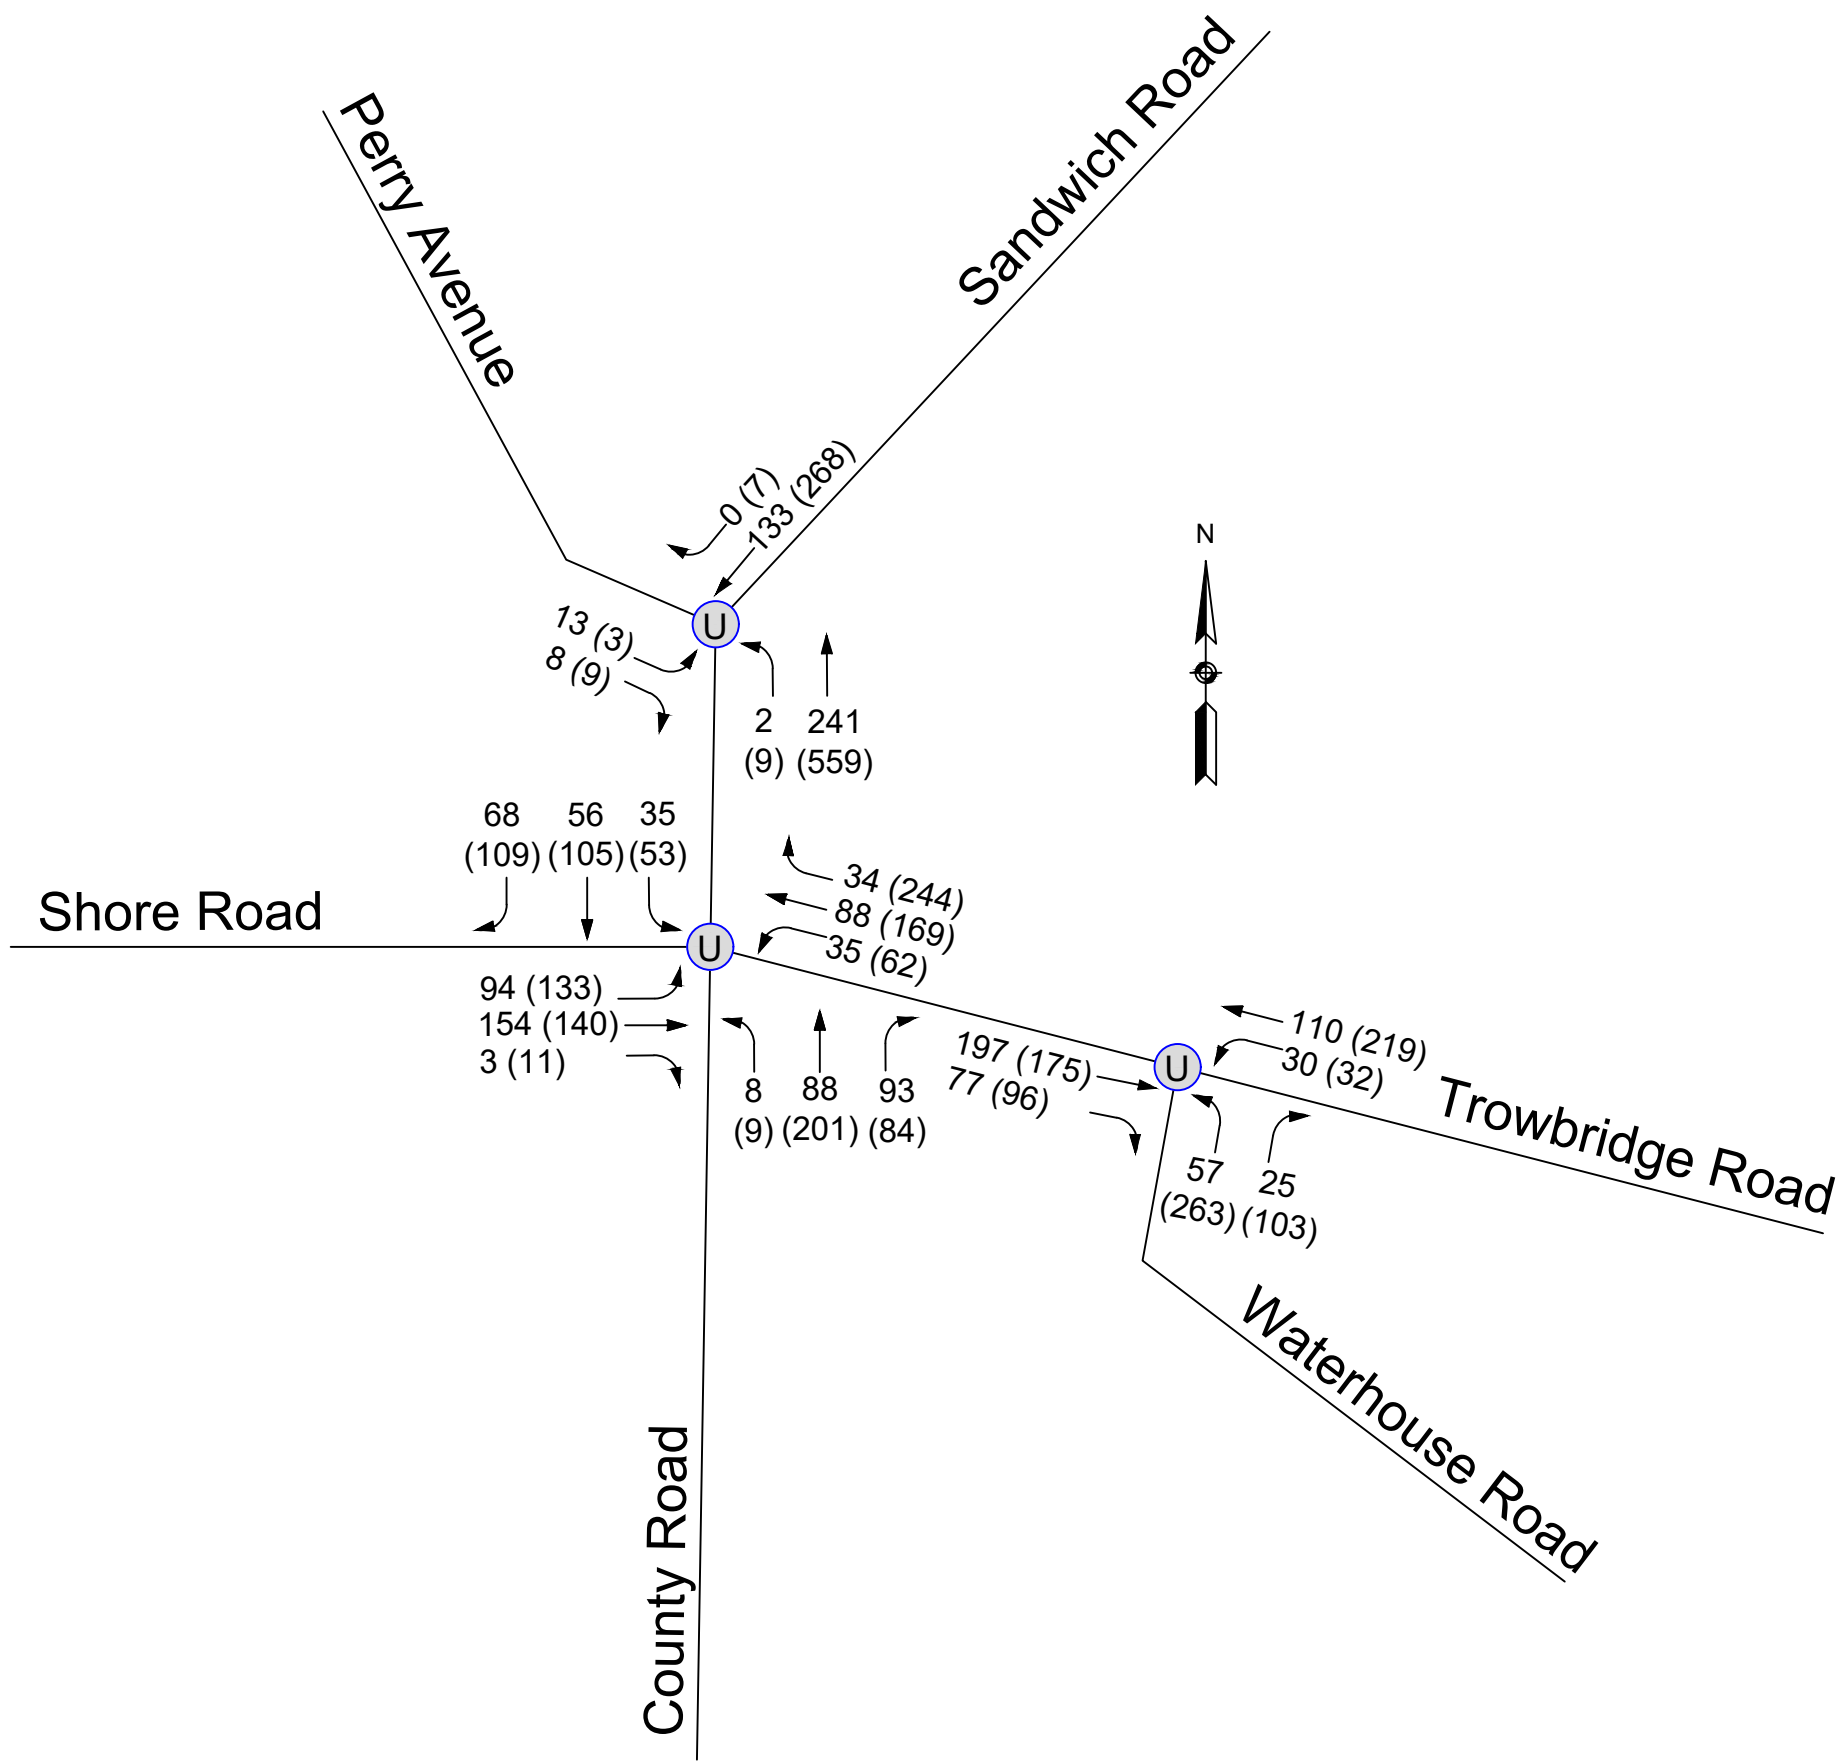 Perry Avenue
Sandwich Road
0 (7)
133 (268)
N
U
13 (3)
8 (9)
2 241
(9) (559)
68 56 35
(109) (105) (53)
34 (244)
88 (169)
35 (62)
Shore Road
U
94 (133)
154 (140)
3 (11)
8 88 93
(9) (201) (84)
197 (175)
77 (96)
U
110 (219)
30 (32)
Trowbridge Road
57 25
(263) (103)
Waterhouse Road
County Road